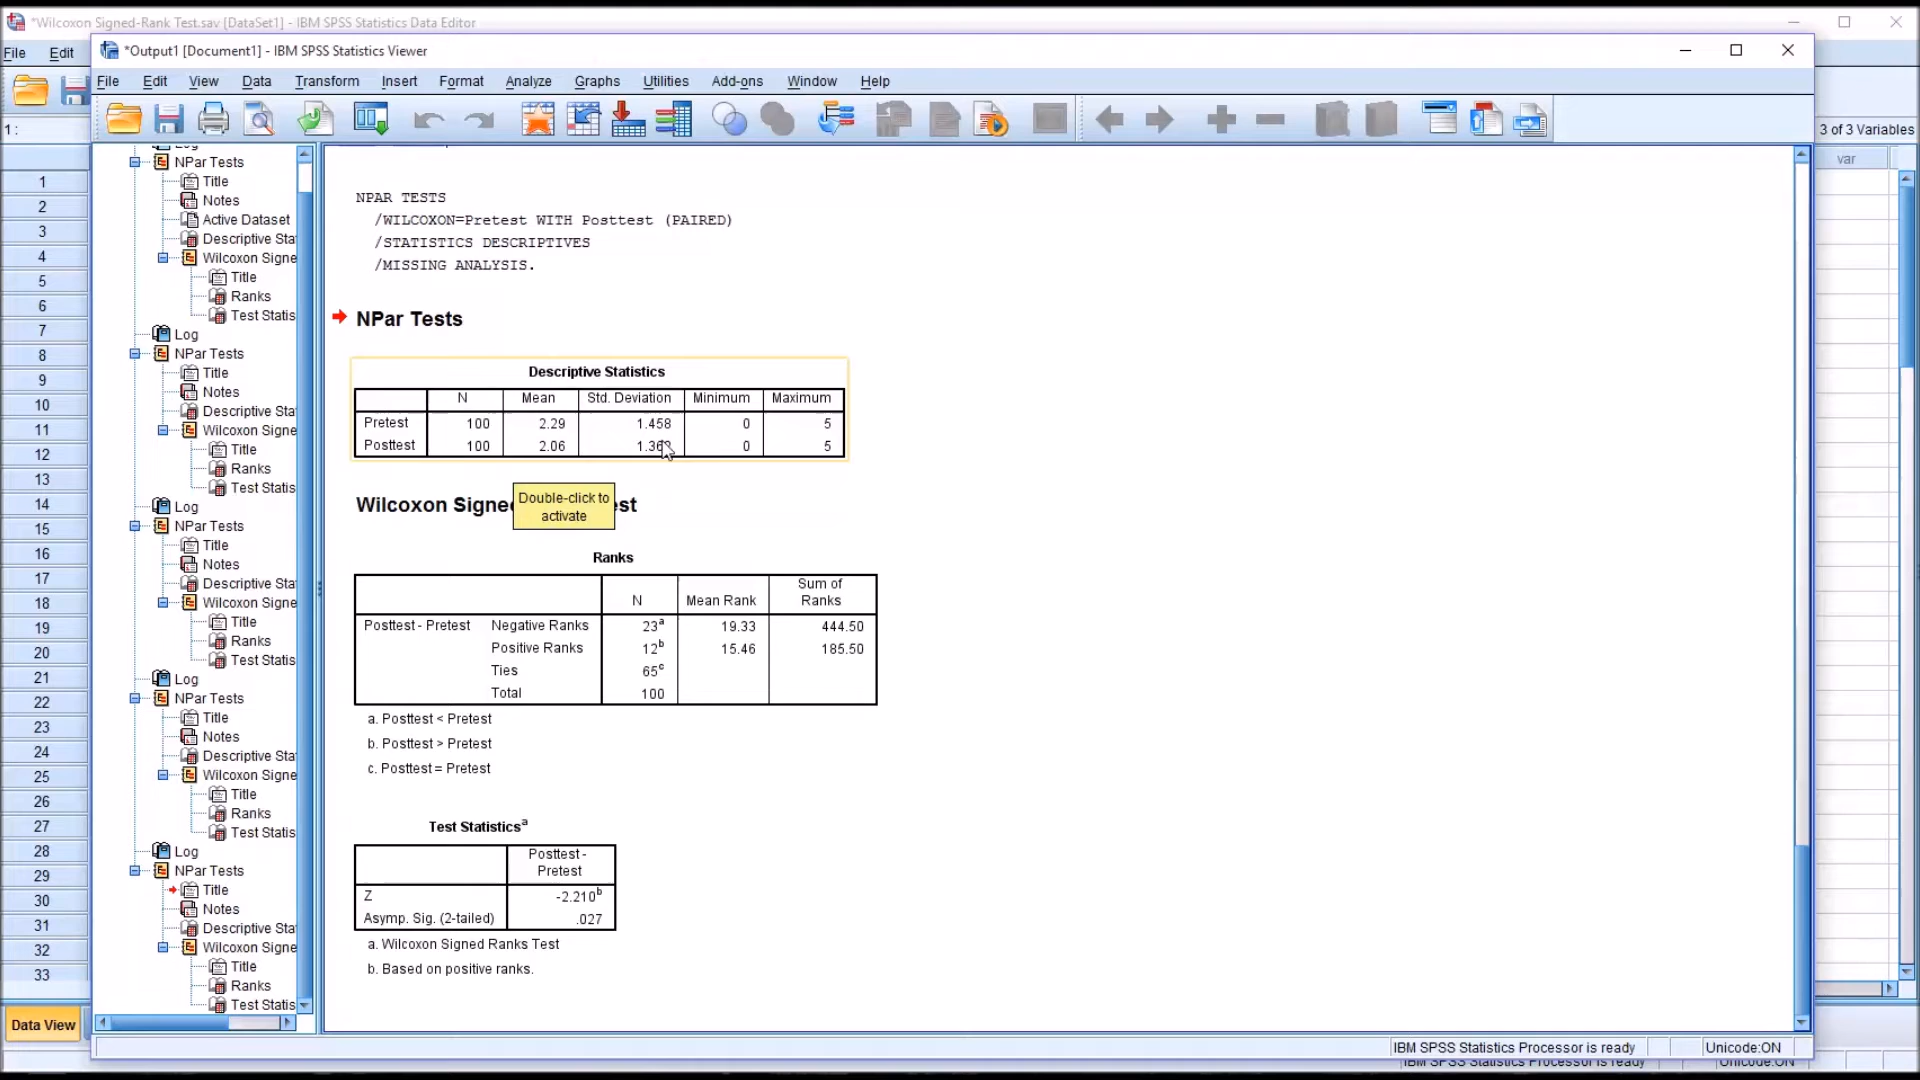 *Wilcoxon Signed-Rank Test.sav [DataSet1] - IBM SPSS Statistics Data Editor
File Edit
*Output1 [Document1] - IBM SPSS Statistics Viewer
File Edit View Data Transform Insert Format Analyze Graphs Utilities Add-ons Window Help
1 :
3 of 3 Variables
var
1
2
3
4
5
6
7
8
9
10
11
12
13
14
15
16
17
18
19
20
21
22
23
24
25
26
27
28
29
30
31
32
33
Data View
Log
NPar Tests
Title
Notes
Active Dataset
Descriptive Sta
Wilcoxon Signe
Title
Ranks
Test Statis
Log
NPar Tests
Title
Notes
Descriptive Sta
Wilcoxon Signe
Title
Ranks
Test Statis
Log
NPar Tests
Title
Notes
Descriptive Sta
Wilcoxon Signe
Title
Ranks
Test Statis
Log
NPar Tests
Title
Notes
Descriptive Sta
Wilcoxon Signe
Title
Ranks
Test Statis
Log
NPar Tests
Title
Notes
Descriptive Sta
Wilcoxon Signe
Title
Ranks
Test Statis
NPAR TESTS
/WILCOXON=Pretest WITH Posttest (PAIRED)
/STATISTICS DESCRIPTIVES
/MISSING ANALYSIS.
NPar Tests
Descriptive Statistics
N Mean Std. Deviation Minimum Maximum
Pretest 100 2.29 1.458 0 5
Posttest 100 2.06 0 5
Wilcoxon Signe est
Double-click to
activate
Ranks
N Mean Rank Sum of Ranks
Posttest - Pretest Negative Ranks 23a 19.33 444.50
Positive Ranks 12b 15.46 185.50
Ties 65c
Total 100
a. Posttest < Pretest
b. Posttest > Pretest
c. Posttest = Pretest
Test Statisticsa
Posttest -
Pretest
Z -2.210b
Asymp. Sig. (2-tailed) .027
a. Wilcoxon Signed Ranks Test
b. Based on positive ranks.
IBM SPSS Statistics Processor is ready Unicode:ON
IBM SPSS Statistics Processor is ready Unicode:ON